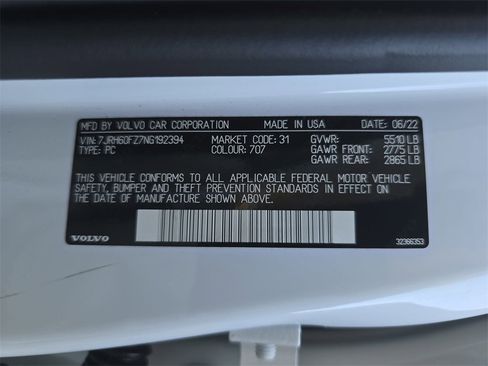 MFD BY VOLVO CAR CORPORATION MADE IN USA DATE: 06/22
VIN: 7JRH60FZ7NG192394 MARKET CODE: 31 GVWR: 5510 LB
TYPE: PC COLOUR: 707 GAWR FRONT: 2775 LB
GAWR REAR: 2865 LB
THIS VEHICLE CONFORMS TO ALL APPLICABLE FEDERAL MOTOR VEHICLE
SAFETY, BUMPER AND THEFT PREVENTION STANDARDS IN EFFECT ON
THE DATE OF MANUFACTURE SHOWN ABOVE.
VOLVO 32366353